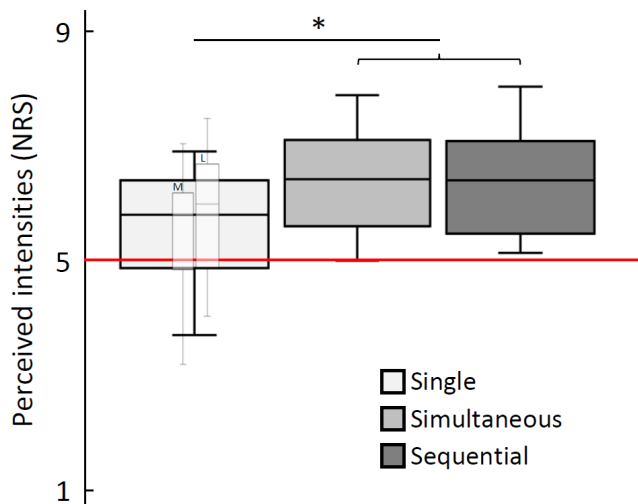 Perceived intensities (NRS)
9
*
L
M
5
Single
Simultaneous
Sequential
1